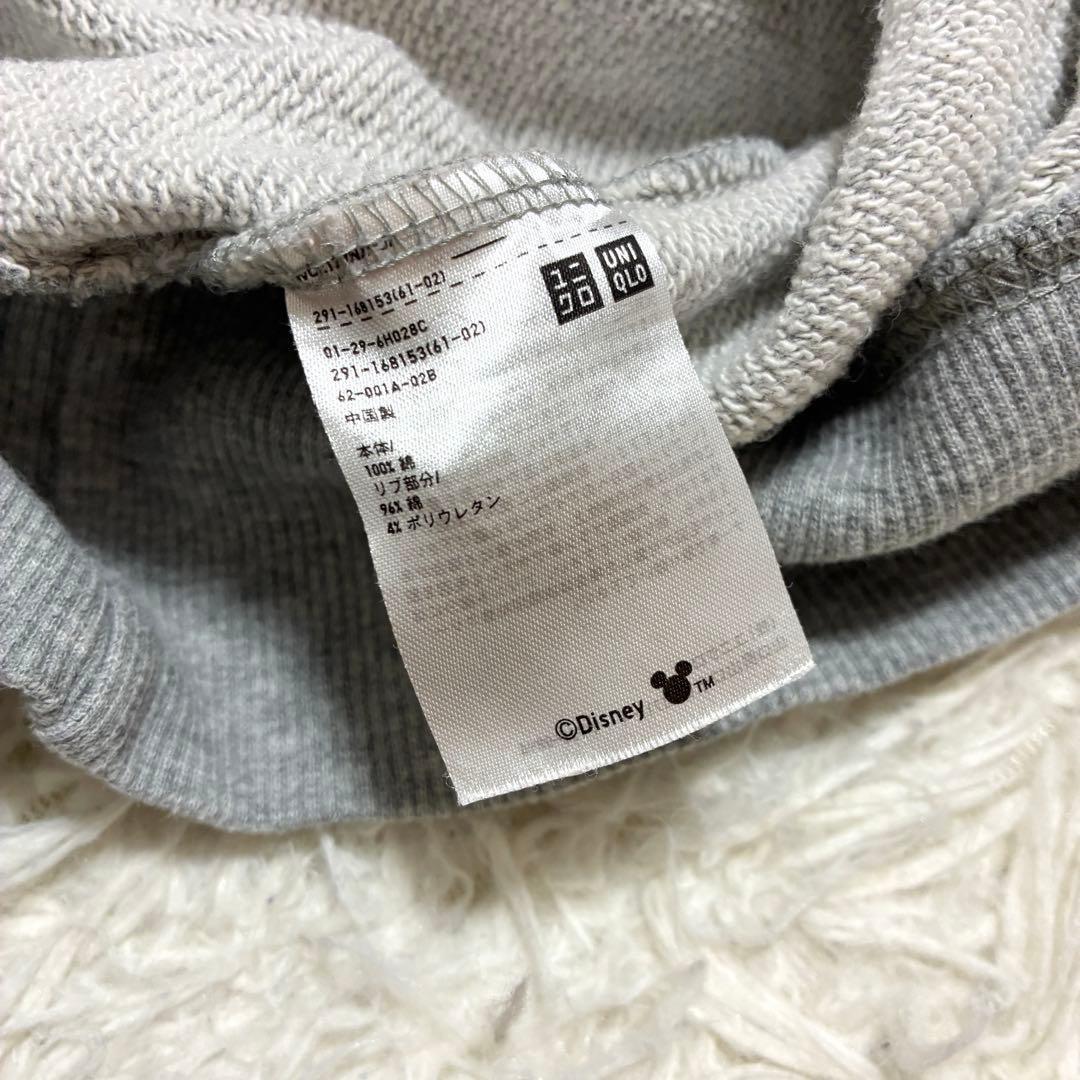 291-168153(61-02)
ユニクロ
UNIQLO
01-29-6H028C
291-168153(61-02)
62-001A-02B
中国製
本体/
100% 綿
リブ部分/
96% 綿
4% ポリウレタン
©Disney TM